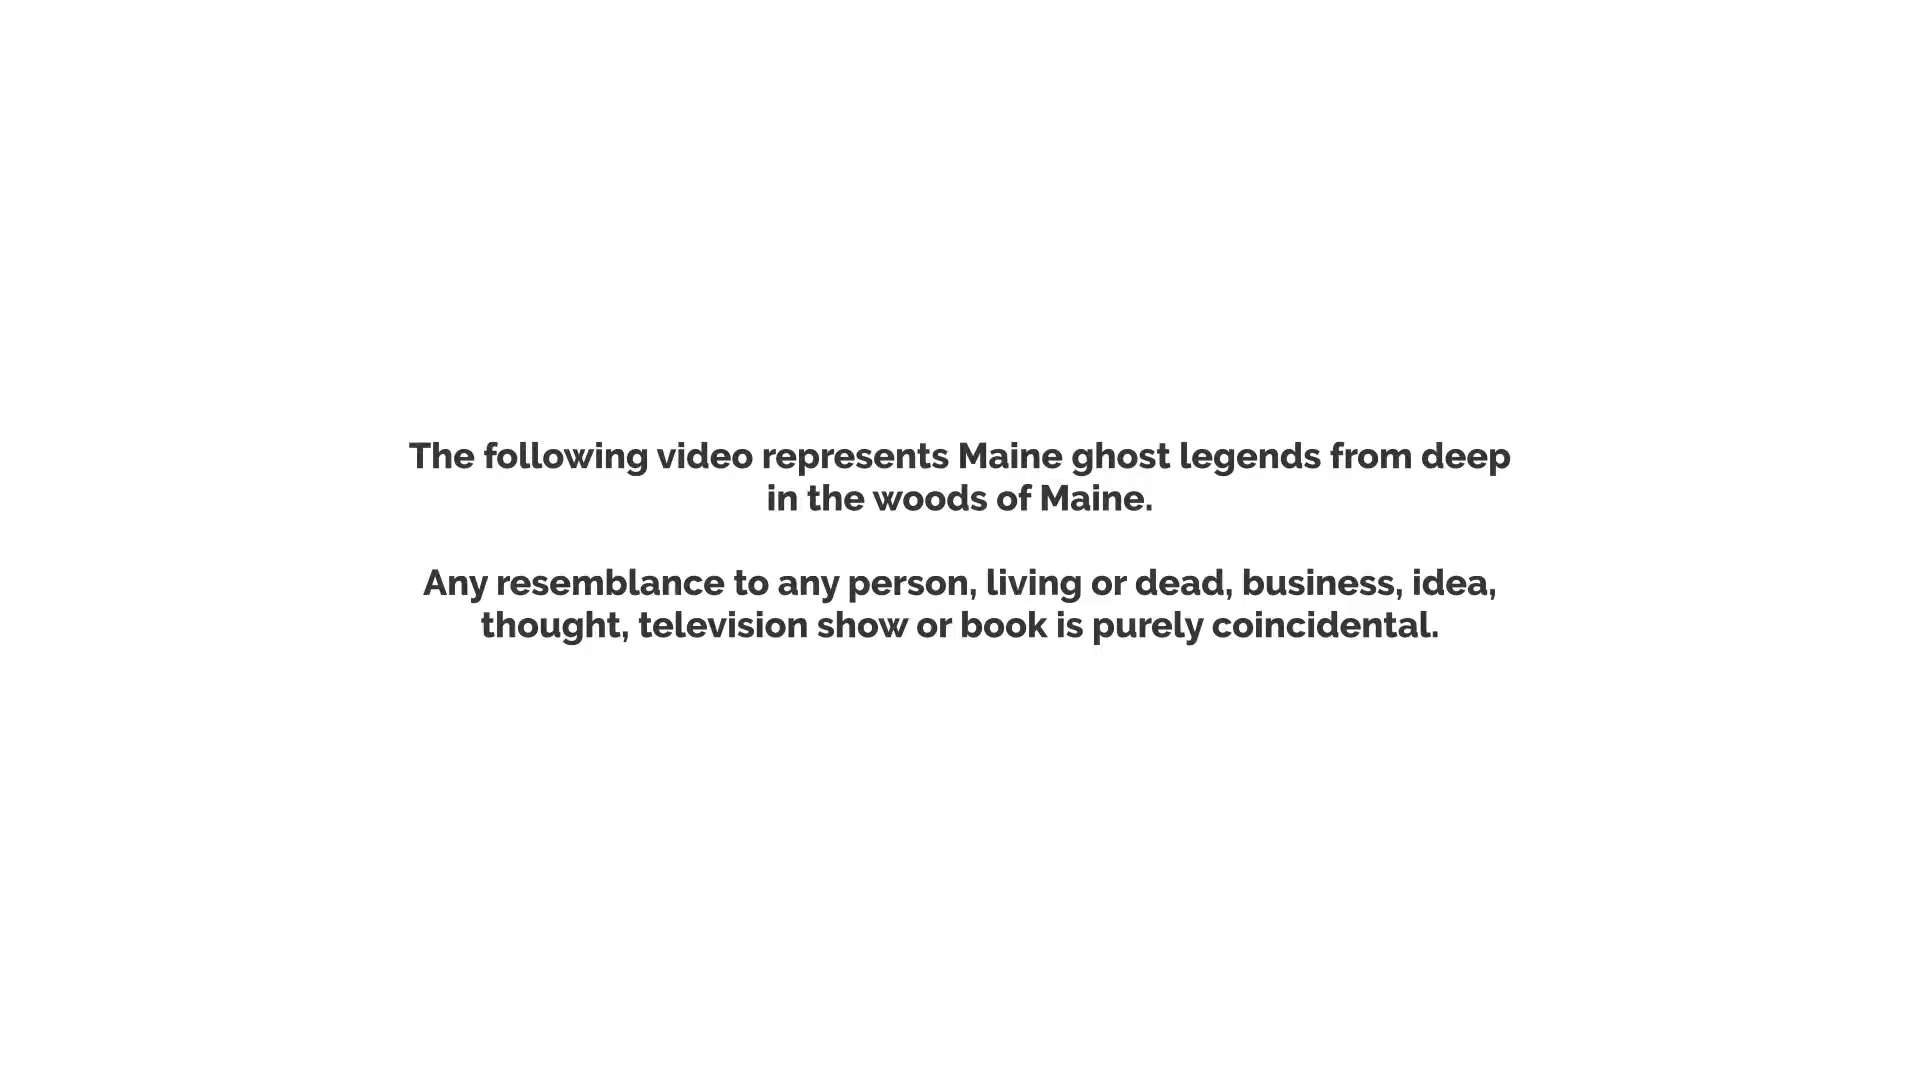 The following video represents Maine ghost legends from deep
in the woods of Maine.
Any resemblance to any person, living or dead, business, idea,
thought, television show or book is purely coincidental.